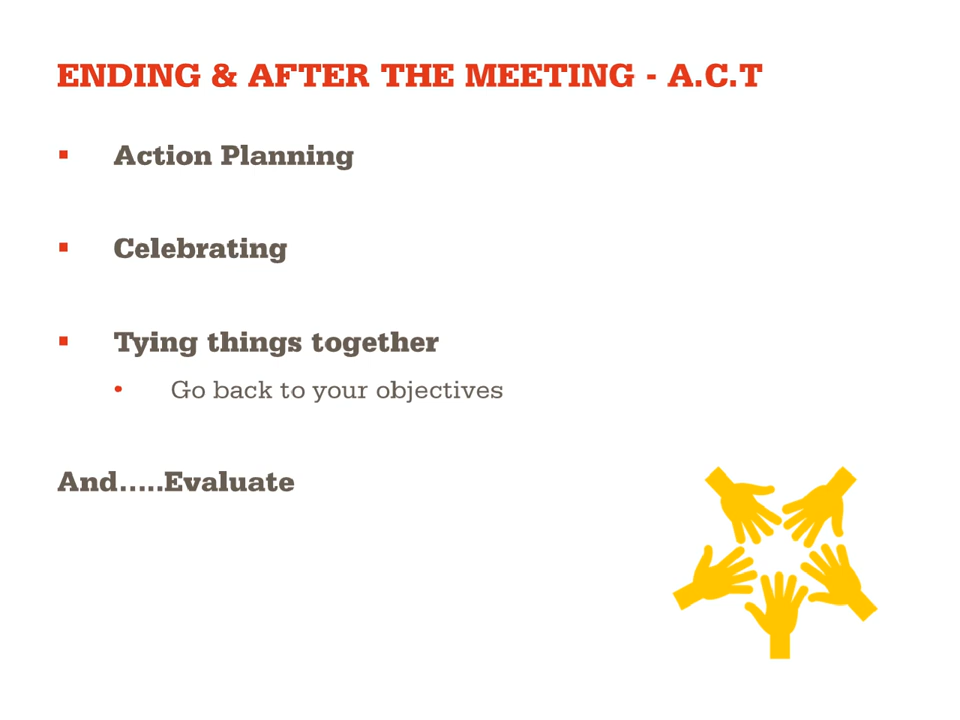 ENDING & AFTER THE MEETING - A.C.T
Action Planning
Celebrating
Tying things together
Go back to your objectives
And.....Evaluate